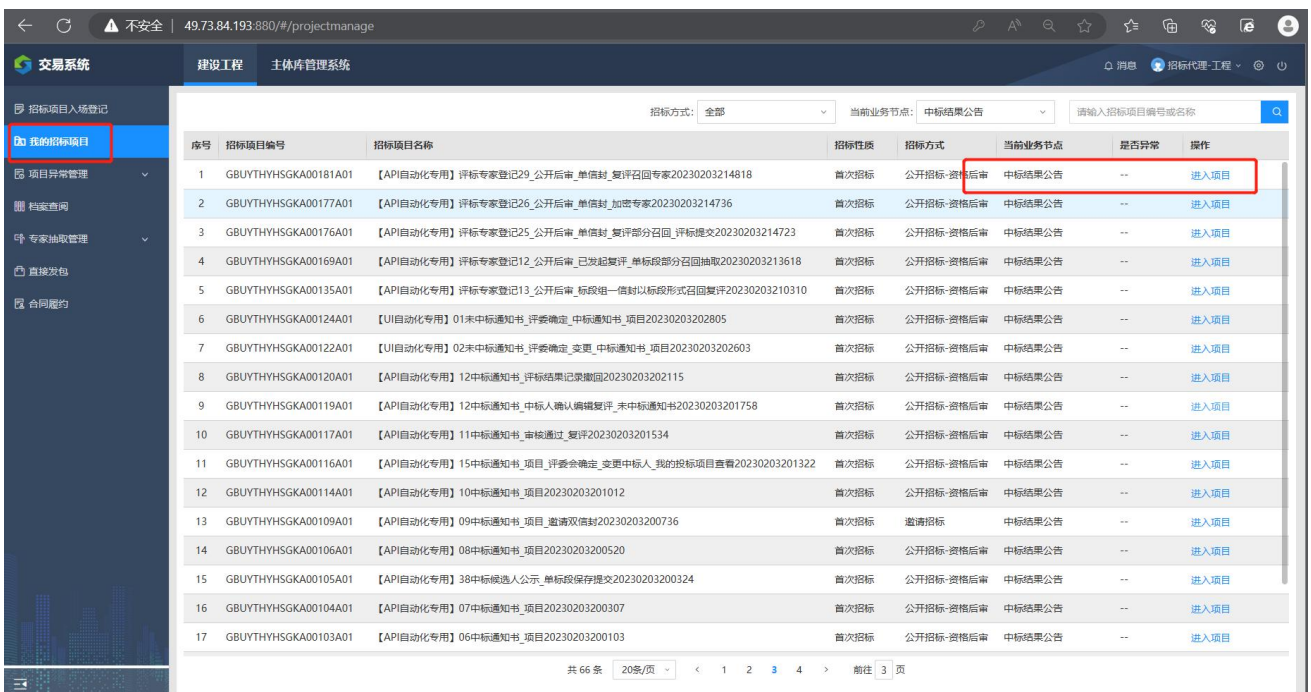 不安全 | 49.73.84.193:880/#/projectmanage
交易系统 建设工程 主体库管理系统 消息 招标代理-工程
招标项目入场登记
我的招标项目
项目异常管理
档案查阅
专家抽取管理
直接发包
合同履约
招标方式: 全部 当前业务节点: 中标结果公告 请输入招标项目编号或名称
序号 招标项目编号 招标项目名称 招标性质 招标方式 当前业务节点 是否异常 操作
1 GBUYTHYHSGKA00181A01 【API自动化专用】评标专家登记29_公开后审_单信封_复评召回专家20230203214818 首次招标 公开招标-资格后审 中标结果公告 -- 进入项目
2 GBUYTHYHSGKA00177A01 【API自动化专用】评标专家登记26_公开后审_单信封_加密专家20230203214736 首次招标 公开招标-资格后审 中标结果公告 -- 进入项目
3 GBUYTHYHSGKA00176A01 【API自动化专用】评标专家登记25_公开后审_单信封_复评部分召回_评标提交20230203214723 首次招标 公开招标-资格后审 中标结果公告 -- 进入项目
4 GBUYTHYHSGKA00169A01 【API自动化专用】评标专家登记12_公开后审_已发起复评_单标段部分召回抽取20230203213618 首次招标 公开招标-资格后审 中标结果公告 -- 进入项目
5 GBUYTHYHSGKA00135A01 【API自动化专用】评标专家登记13_公开后审_标段组一信封以标段形式召回复评20230203210310 首次招标 公开招标-资格后审 中标结果公告 -- 进入项目
6 GBUYTHYHSGKA00124A01 【UI自动化专用】01未中标通知书_评委确定_中标通知书_项目20230203202805 首次招标 公开招标-资格后审 中标结果公告 -- 进入项目
7 GBUYTHYHSGKA00122A01 【UI自动化专用】02未中标通知书_评委确定_变更_中标通知书_项目20230203202603 首次招标 公开招标-资格后审 中标结果公告 -- 进入项目
8 GBUYTHYHSGKA00120A01 【API自动化专用】12中标通知书_评标结果记录撤回20230203202115 首次招标 公开招标-资格后审 中标结果公告 -- 进入项目
9 GBUYTHYHSGKA00119A01 【API自动化专用】12中标通知书_中标人确认编辑复评_未中标通知书20230203201758 首次招标 公开招标-资格后审 中标结果公告 -- 进入项目
10 GBUYTHYHSGKA00117A01 【API自动化专用】11中标通知书_审核通过_复评20230203201534 首次招标 公开招标-资格后审 中标结果公告 -- 进入项目
11 GBUYTHYHSGKA00116A01 【API自动化专用】15中标通知书_项目_评委会确定_变更中标人_我的投标项目查看20230203201322 首次招标 公开招标-资格后审 中标结果公告 -- 进入项目
12 GBUYTHYHSGKA00114A01 【API自动化专用】10中标通知书_项目20230203201012 首次招标 公开招标-资格后审 中标结果公告 -- 进入项目
13 GBUYTHYHSGKA00109A01 【API自动化专用】09中标通知书_项目_邀请双信封20230203200736 首次招标 邀请招标 中标结果公告 -- 进入项目
14 GBUYTHYHSGKA00106A01 【API自动化专用】08中标通知书_项目20230203200520 首次招标 公开招标-资格后审 中标结果公告 -- 进入项目
15 GBUYTHYHSGKA00105A01 【API自动化专用】38中标候选人公示_单标段保存提交20230203200324 首次招标 公开招标-资格后审 中标结果公告 -- 进入项目
16 GBUYTHYHSGKA00104A01 【API自动化专用】07中标通知书_项目20230203200307 首次招标 公开招标-资格后审 中标结果公告 -- 进入项目
17 GBUYTHYHSGKA00103A01 【API自动化专用】06中标通知书_项目20230203200103 首次招标 公开招标-资格后审 中标结果公告 -- 进入项目
共 66 条 20条/页 < 1 2 3 4 > 前往 3 页